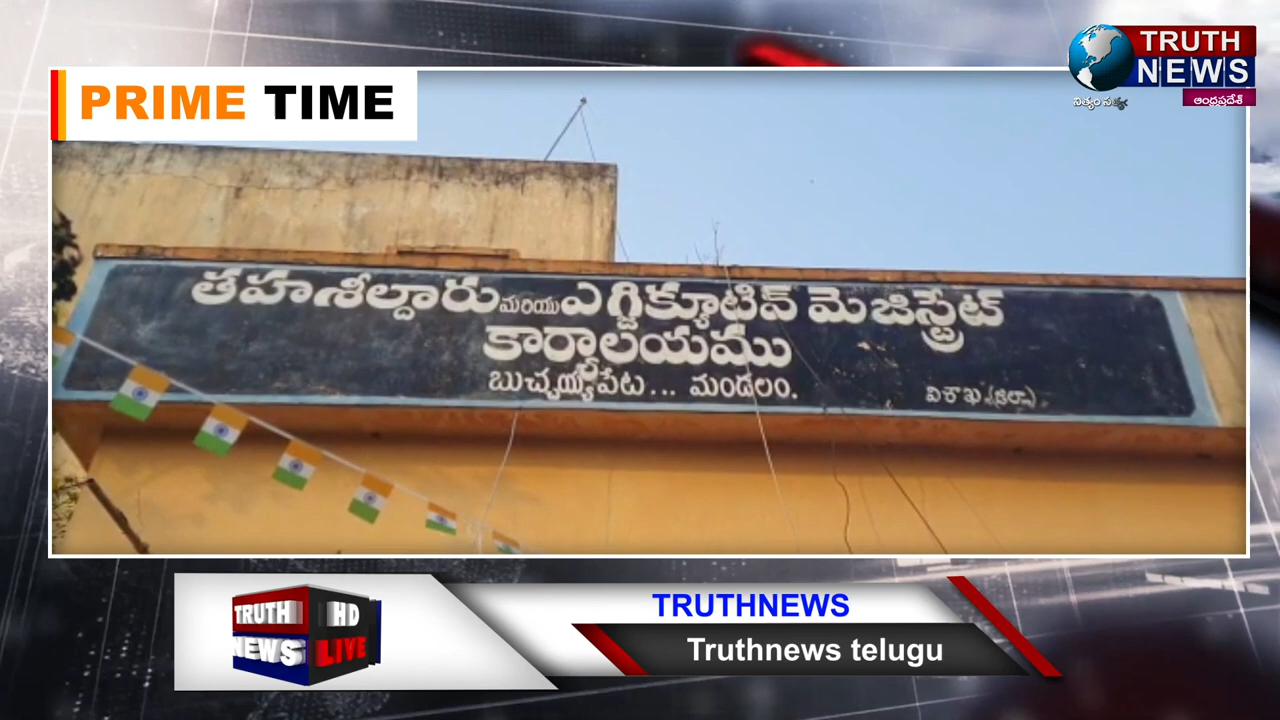 TRUTH
NEWS
నిత్యం సత్యం
ఆంధ్రప్రదేశ్
PRIME TIME
తహశీల్దారు మరియు ఎగ్జిక్యూటివ్ మెజిస్ట్రేట్
కార్యాలయము
బుచ్చయ్యపేట... మండలం. విశాఖ (జిల్లా)
TRUTH HD
NEWS LIVE
TRUTHNEWS
Truthnews telugu